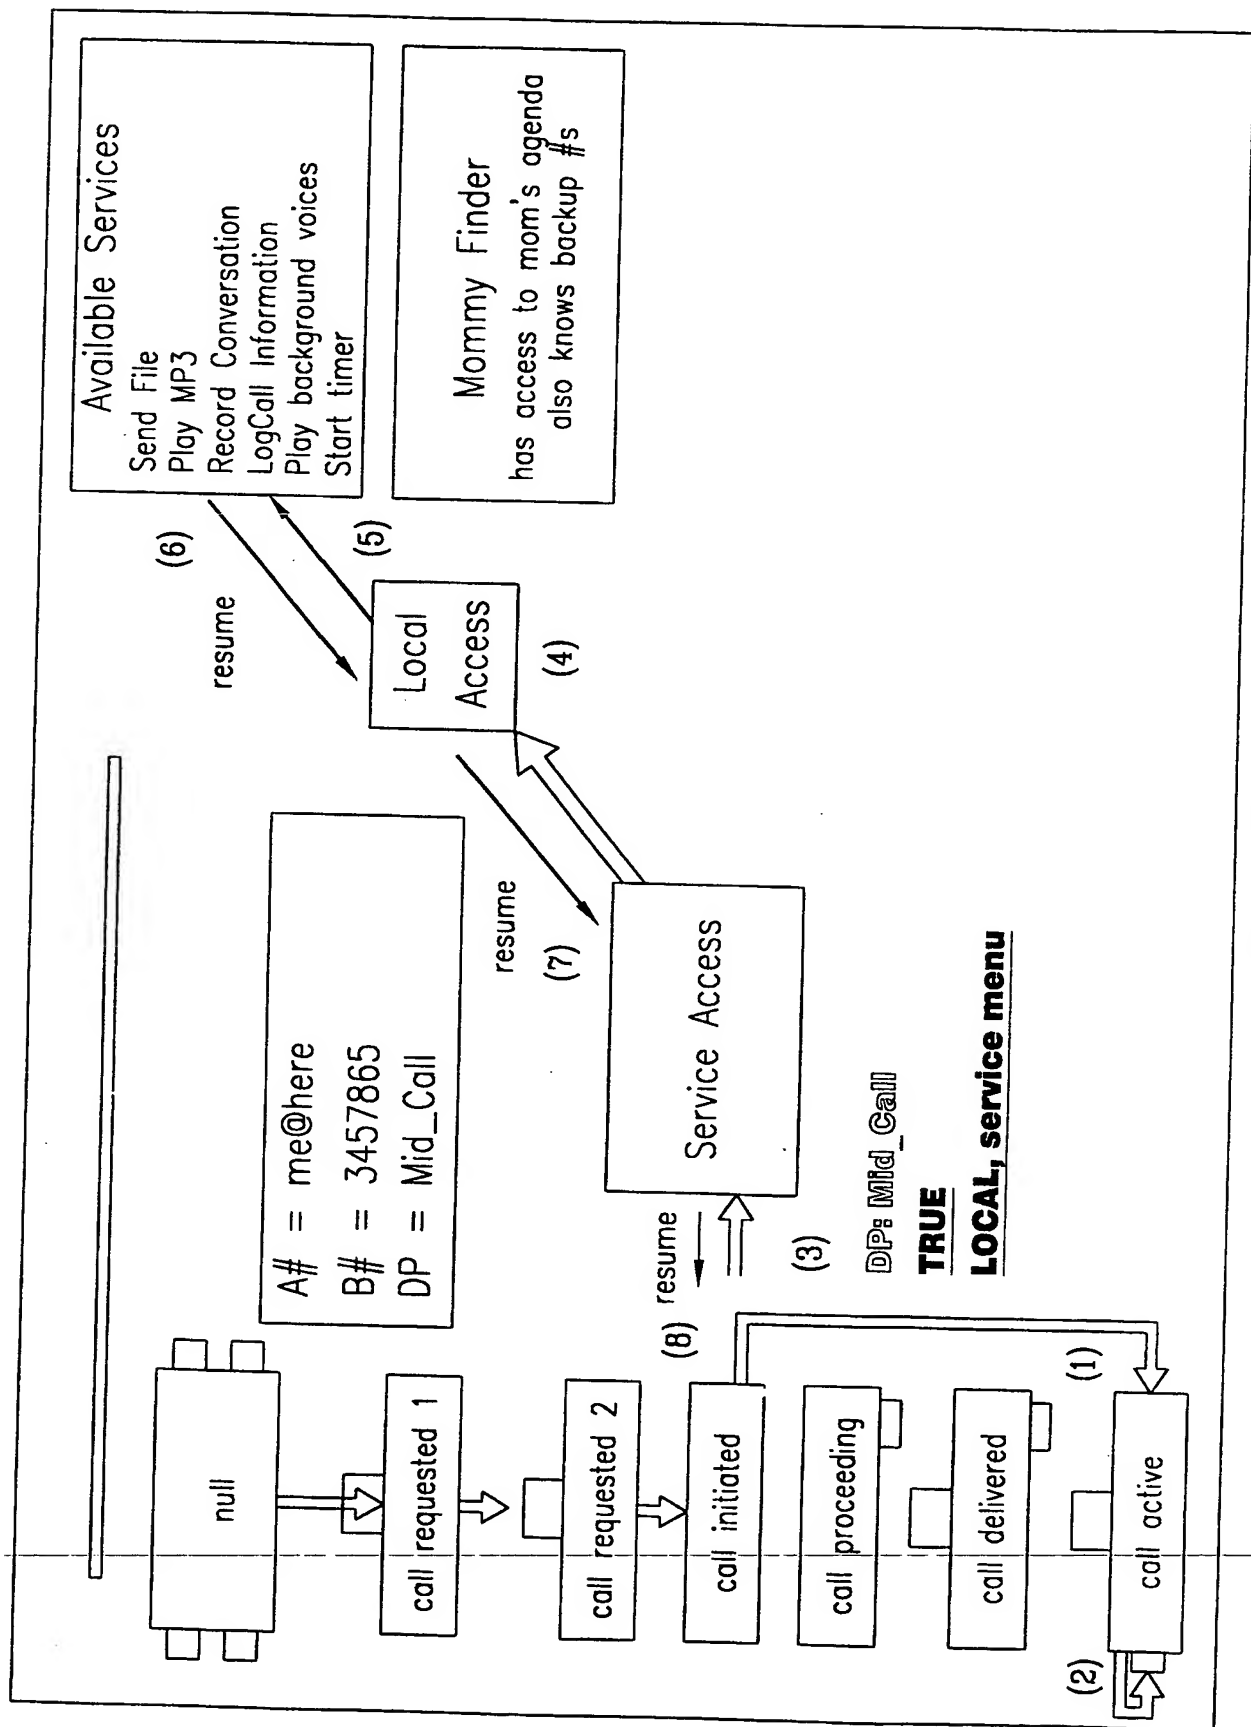 null
call requested 1
call requested 2
call initiated
call proceeding
call delivered
call active
(1)
(2)
A# = me@here
B# = 3457865
DP = Mid_Call
(8)
resume
(3)
DP: Mid_Call
TRUE
LOCAL, service menu
Service Access
resume
(7)
Local
Access
(4)
resume
(6)
(5)
Available Services
Send File
Play MP3
Record Conversation
LogCall Information
Play background voices
Start timer
Mommy Finder
has access to mom's agenda
also knows backup #s